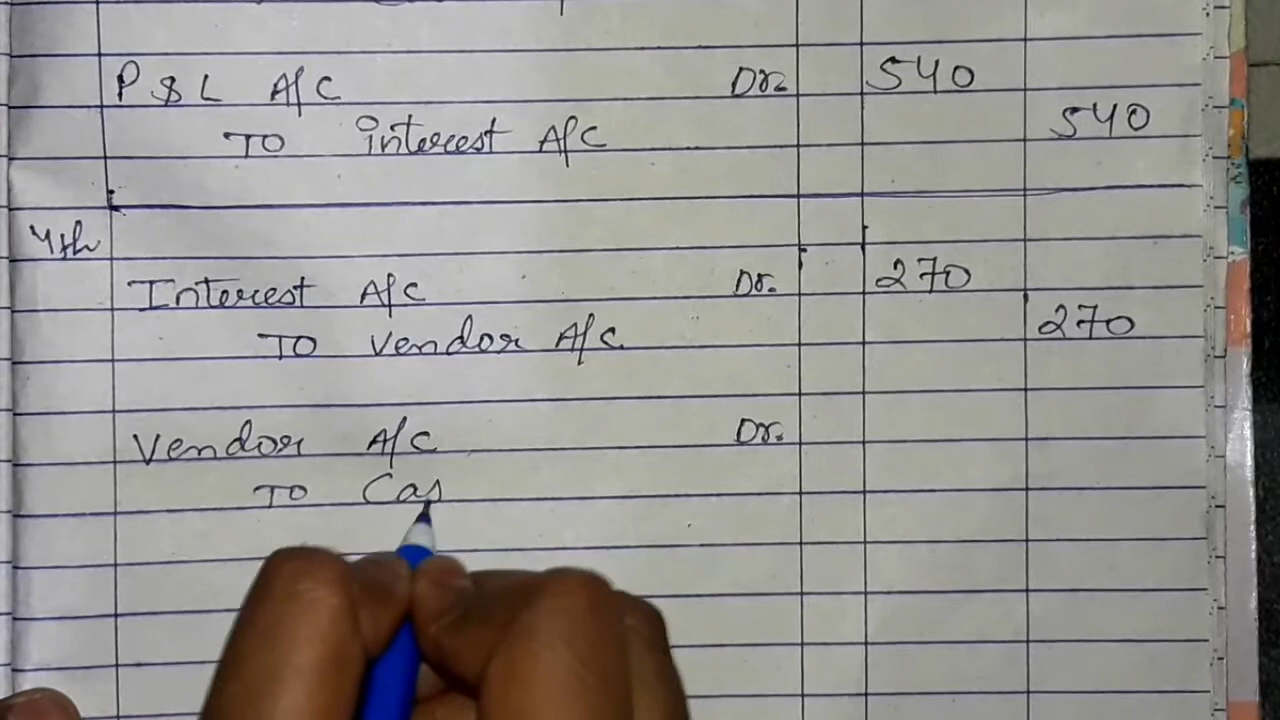 P & L A/C Dr. 540
TO interest A/C 540
4th
Interest A/C Dr. 270
TO vendor A/C 270
Vendor A/C Dr.
TO Cas